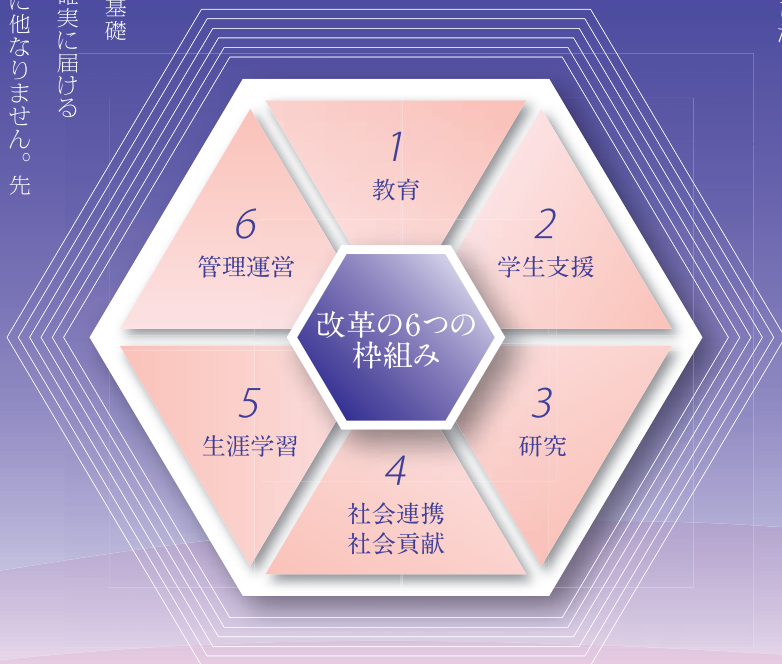 基礎
確実に届ける
に他なりません。先
改革の6つの
枠組み
1
教育
2
学生支援
3
研究
4
社会連携
社会貢献
5
生涯学習
6
管理運営